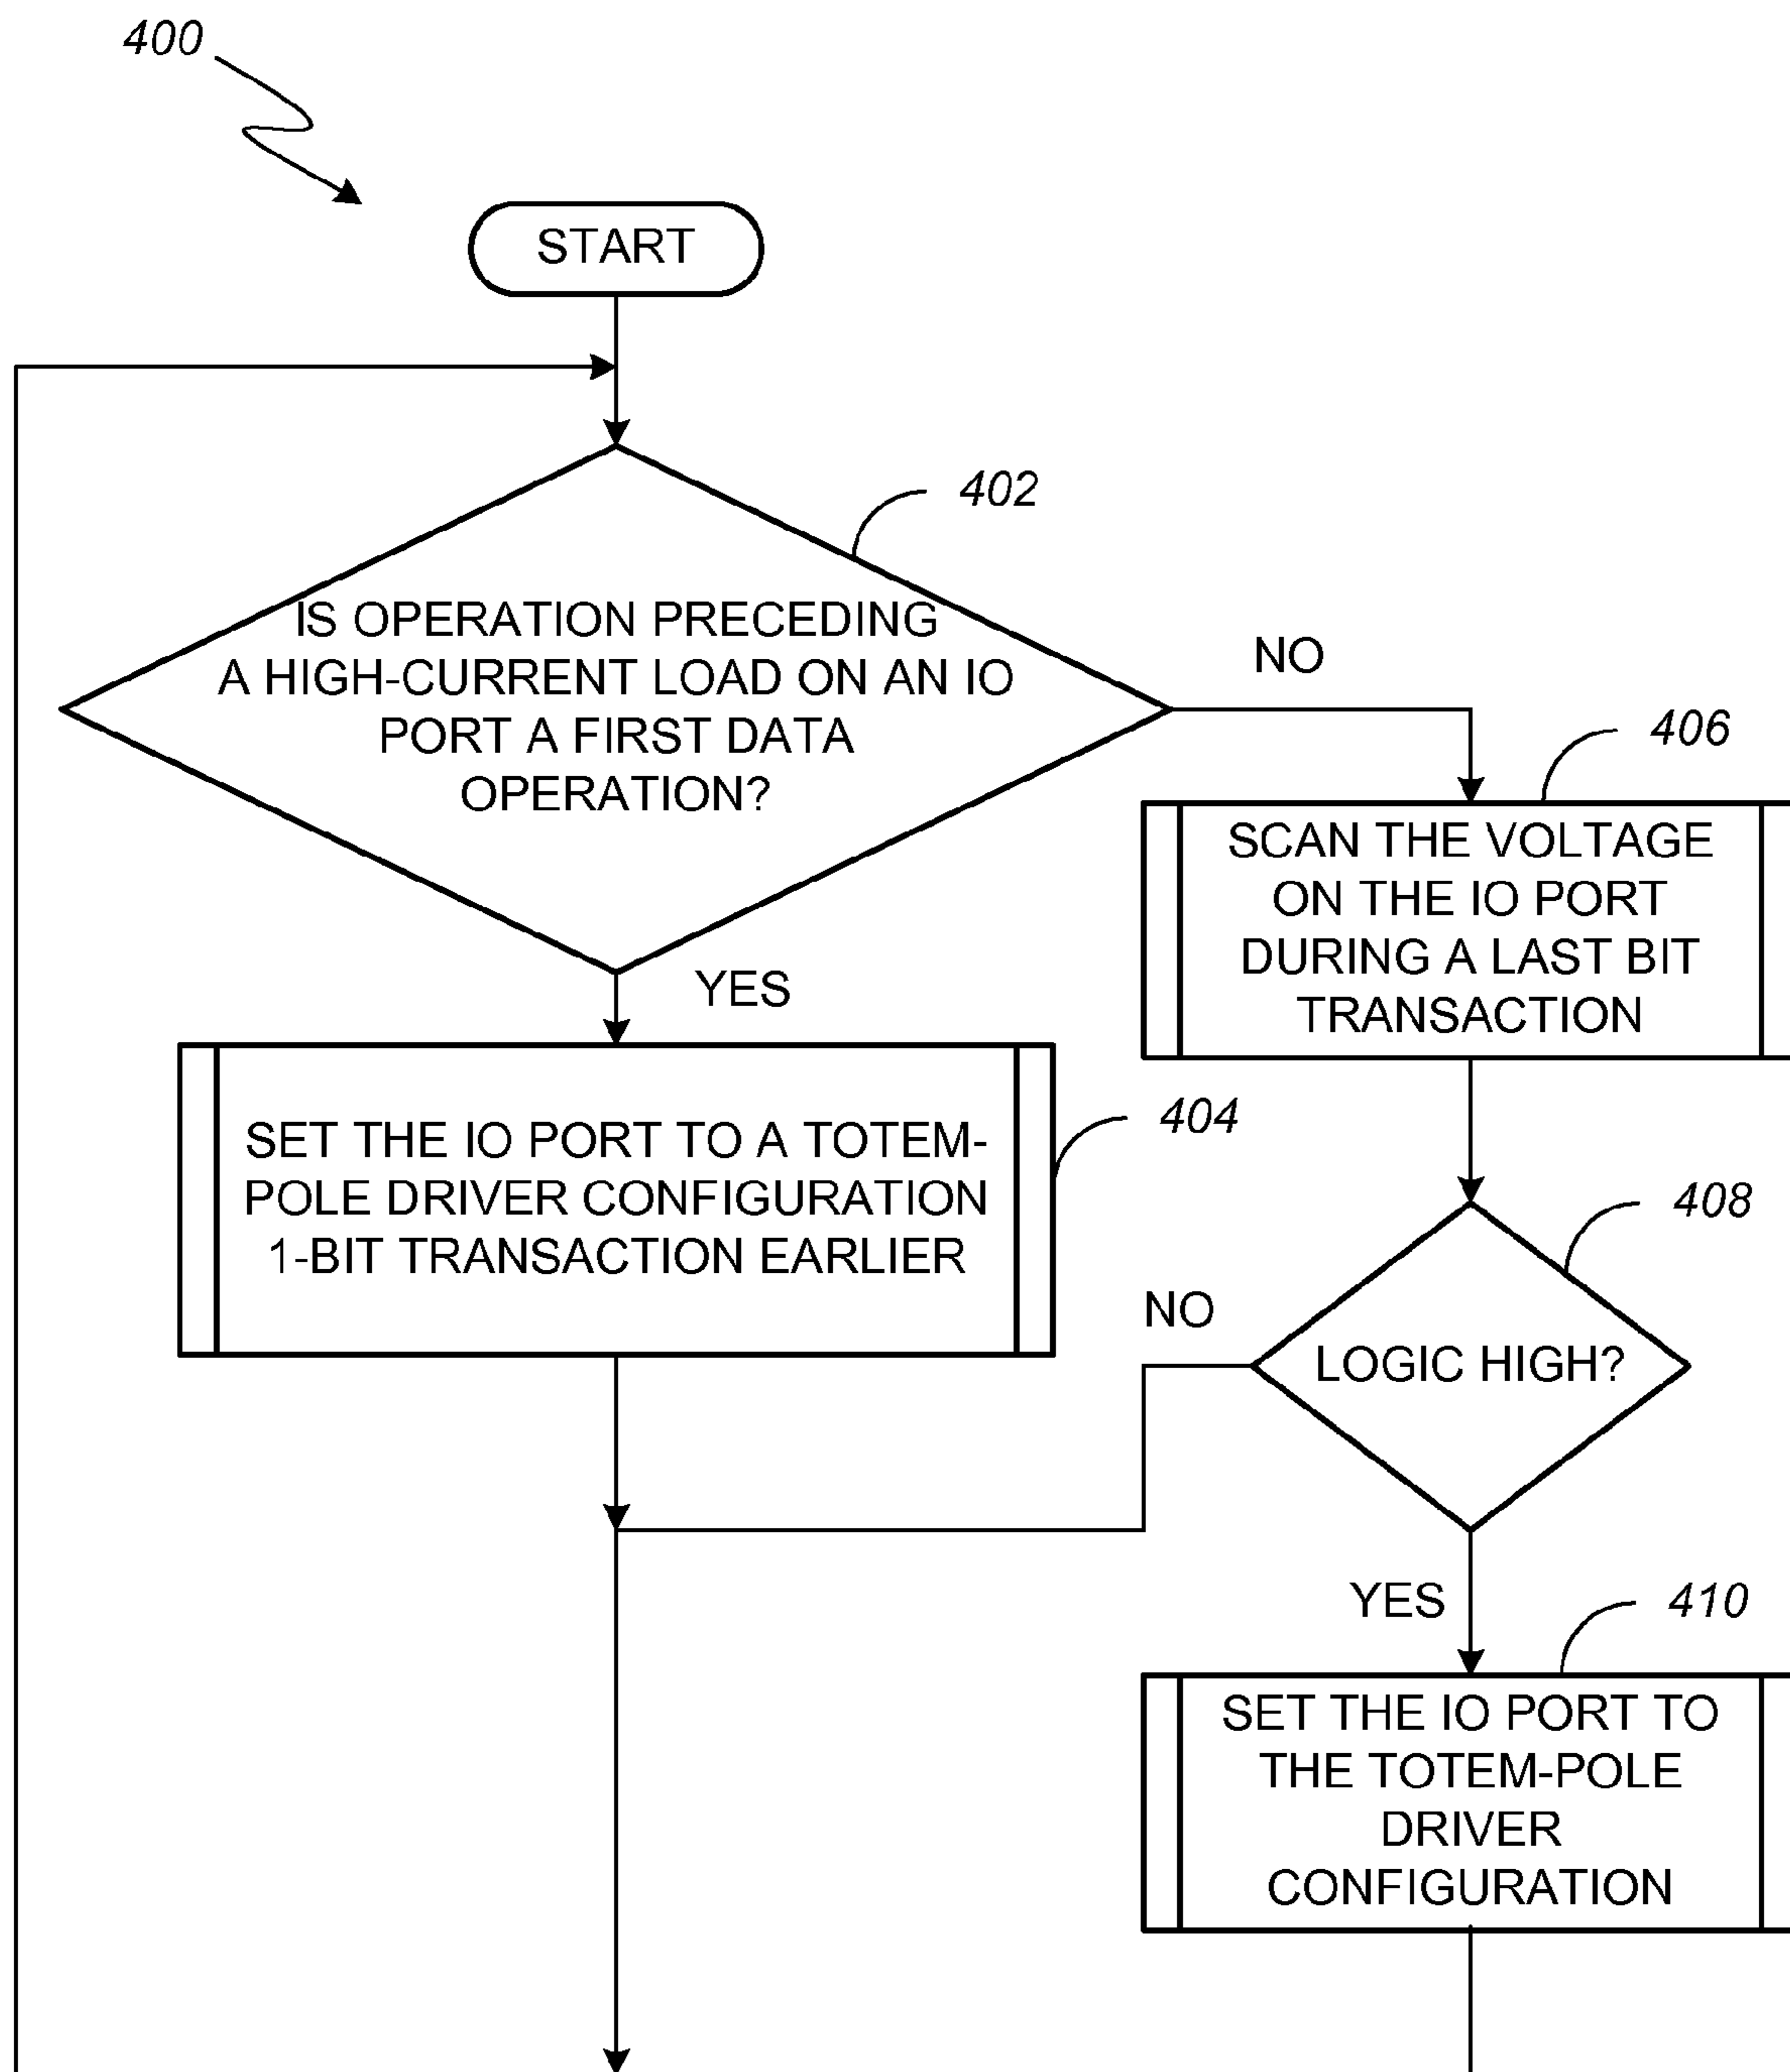 400
START
402
IS OPERATION PRECEDING
A HIGH-CURRENT LOAD ON AN IO
PORT A FIRST DATA
OPERATION?
NO
YES
406
SCAN THE VOLTAGE
ON THE IO PORT
DURING A LAST BIT
TRANSACTION
404
SET THE IO PORT TO A TOTEM-
POLE DRIVER CONFIGURATION
1-BIT TRANSACTION EARLIER
408
NO
LOGIC HIGH?
YES
410
SET THE IO PORT TO
THE TOTEM-POLE
DRIVER
CONFIGURATION